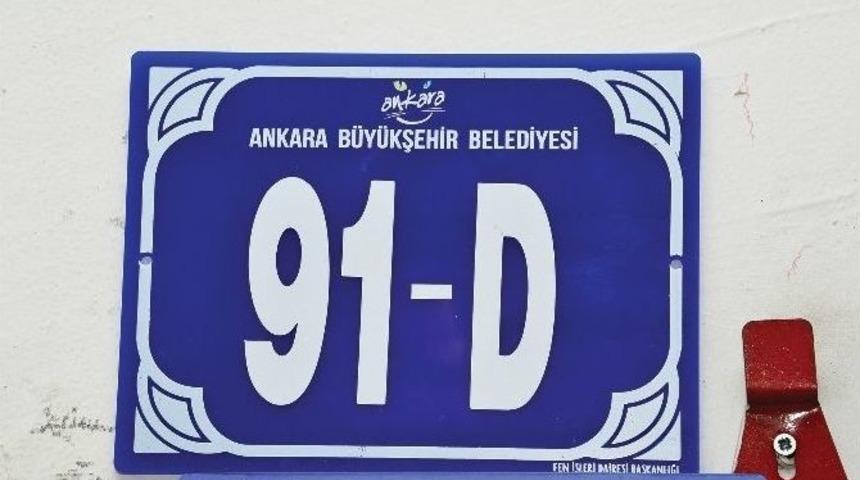 ankara
ANKARA BÜYÜKŞEHİR BELEDİYESİ
91-D
FEN İŞLERİ DAİRESİ BAŞKANLIĞI